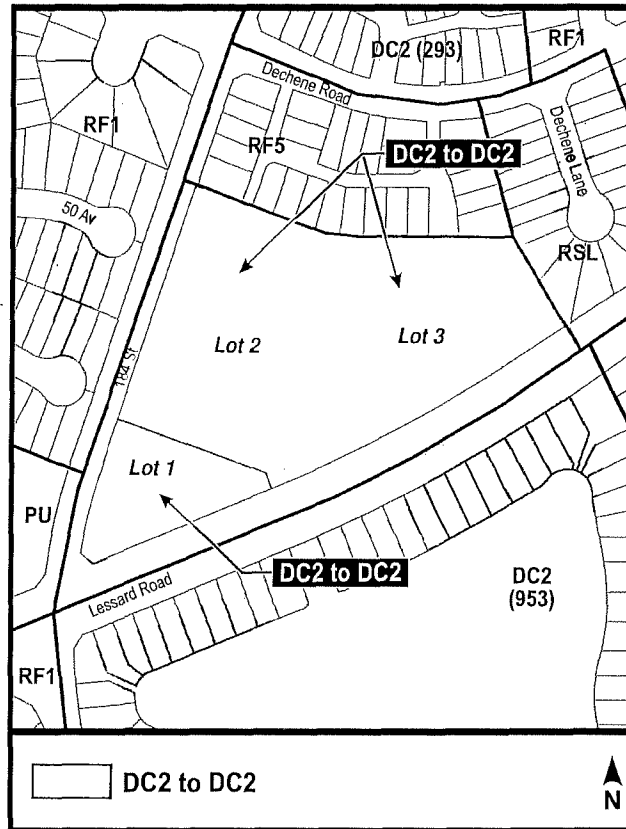 DC2 (293)
RF1
Dechene Road
RF1
RF5
DC2 to DC2
Dechene Lane
50 Av
RSL
Lot 2
Lot 3
184 St
Lot 1
PU
DC2 to DC2
Lessard Road
DC2
(953)
RF1
DC2 to DC2
N